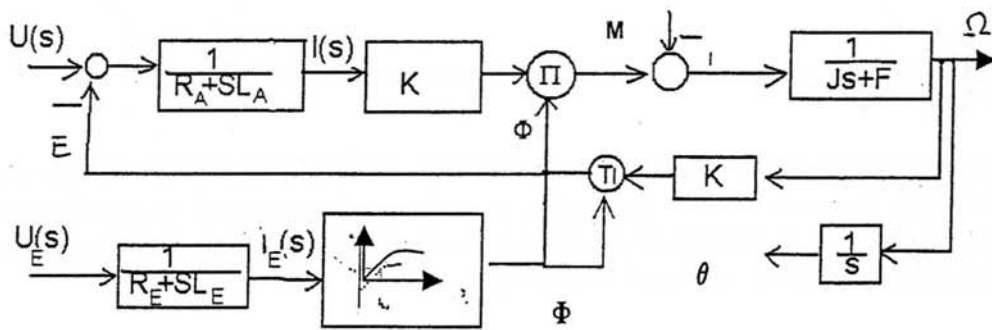 U(s)
1
R_A+SL_A
I(s)
K
Π
M
−
1
Js+F
Ω
−
E
Φ
Π
K
U_E(s)
1
R_E+SL_E
I_E(s)
Φ
θ
1
s